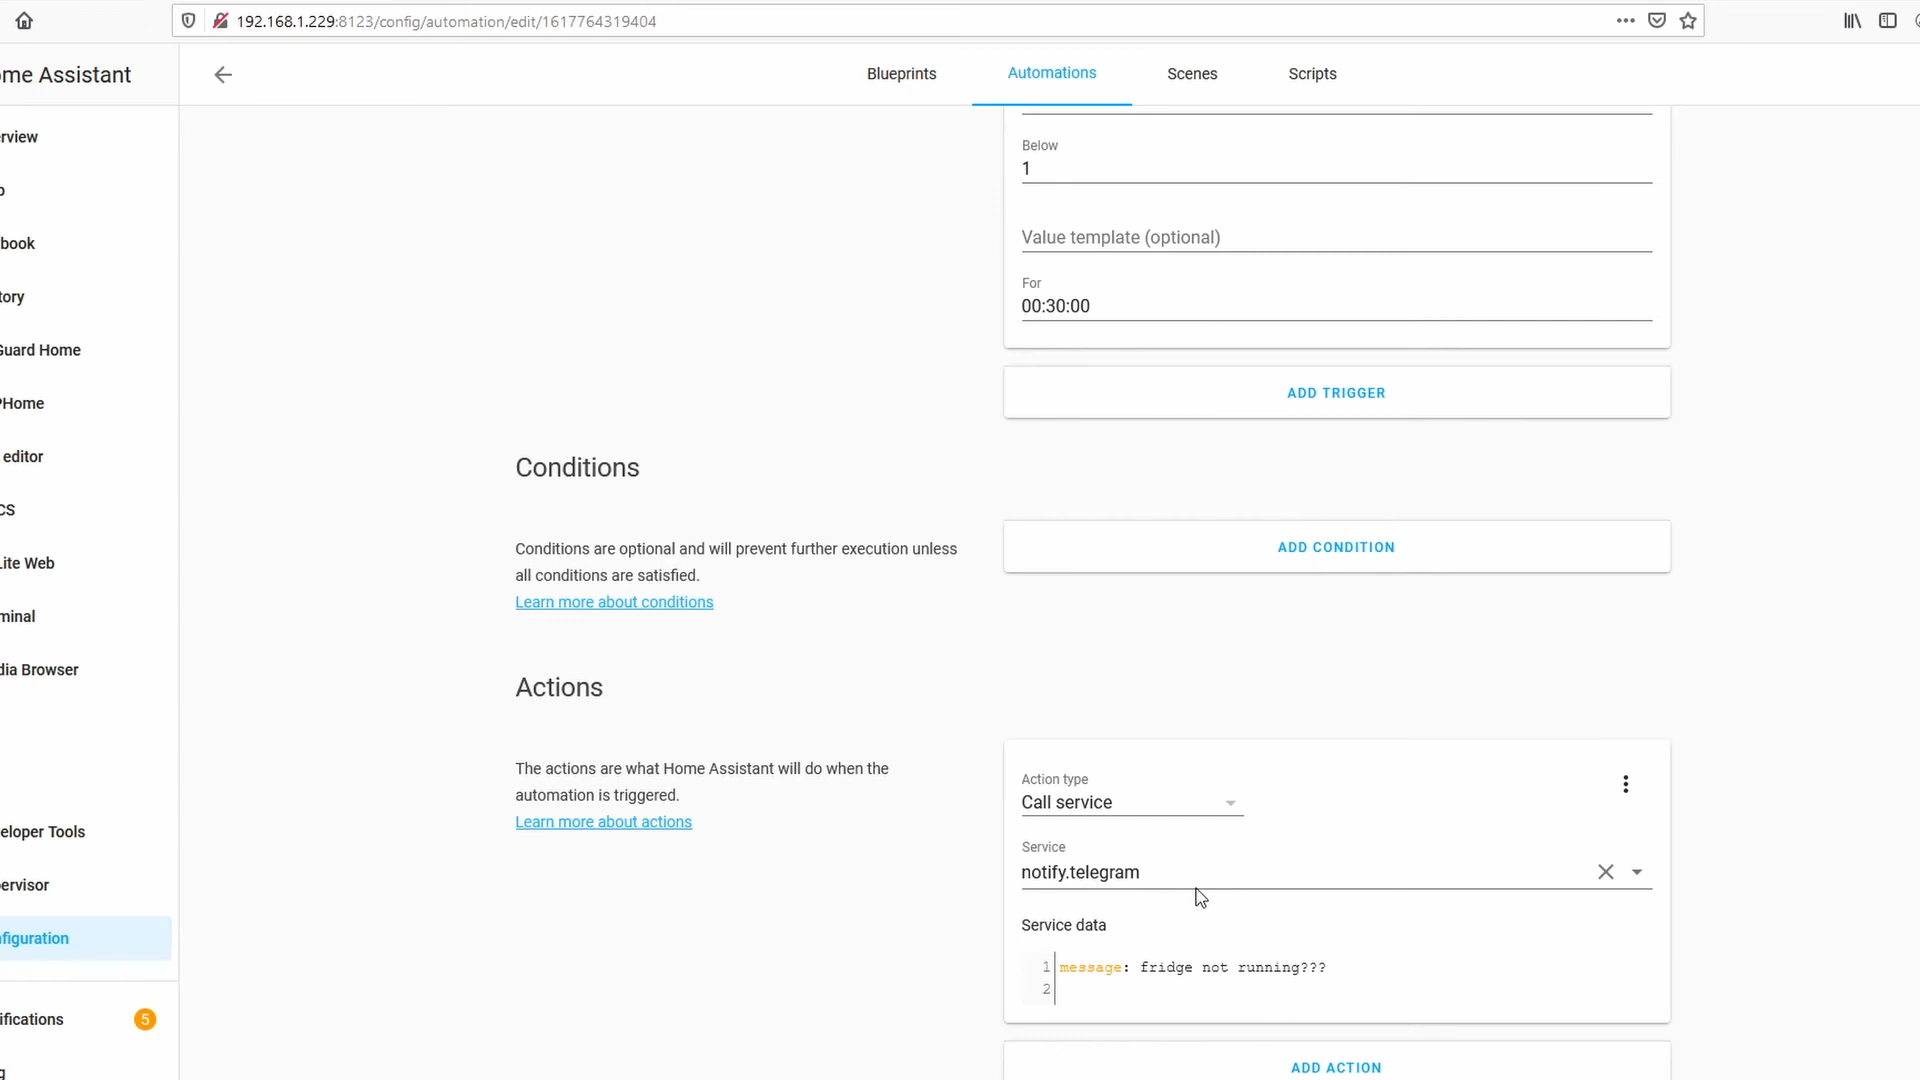 192.168.1.229:8123/config/automation/edit/1617764319404
ome Assistant
Blueprints
Automations
Scenes
Scripts
rview
p
book
tory
Guard Home
PHome
editor
CS
Lite Web
minal
dia Browser
eloper Tools
ervisor
nfiguration
ifications
5
g
Below
1
Value template (optional)
For
00:30:00
ADD TRIGGER
Conditions
Conditions are optional and will prevent further execution unless
all conditions are satisfied.
Learn more about conditions
ADD CONDITION
Actions
The actions are what Home Assistant will do when the
automation is triggered.
Learn more about actions
Action type
Call service
Service
notify.telegram
Service data
1 message: fridge not running???
2
ADD ACTION